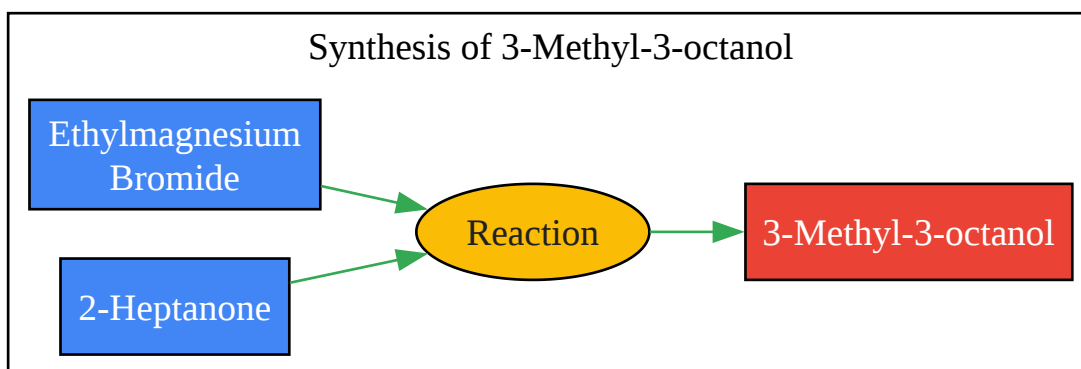 Synthesis of 3-Methyl-3-octanol
Ethylmagnesium
Bromide
2-Heptanone
Reaction
3-Methyl-3-octanol